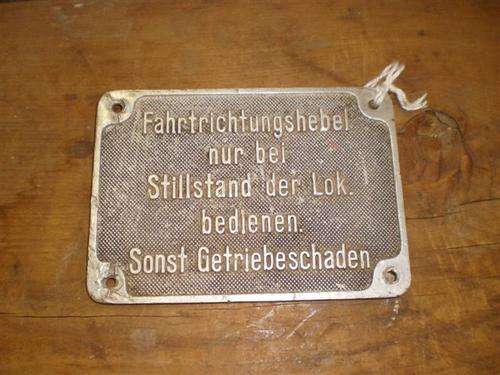 Fahrtrichtungshebel
nur bei
Stillstand der Lok.
bedienen.
Sonst Getriebeschaden